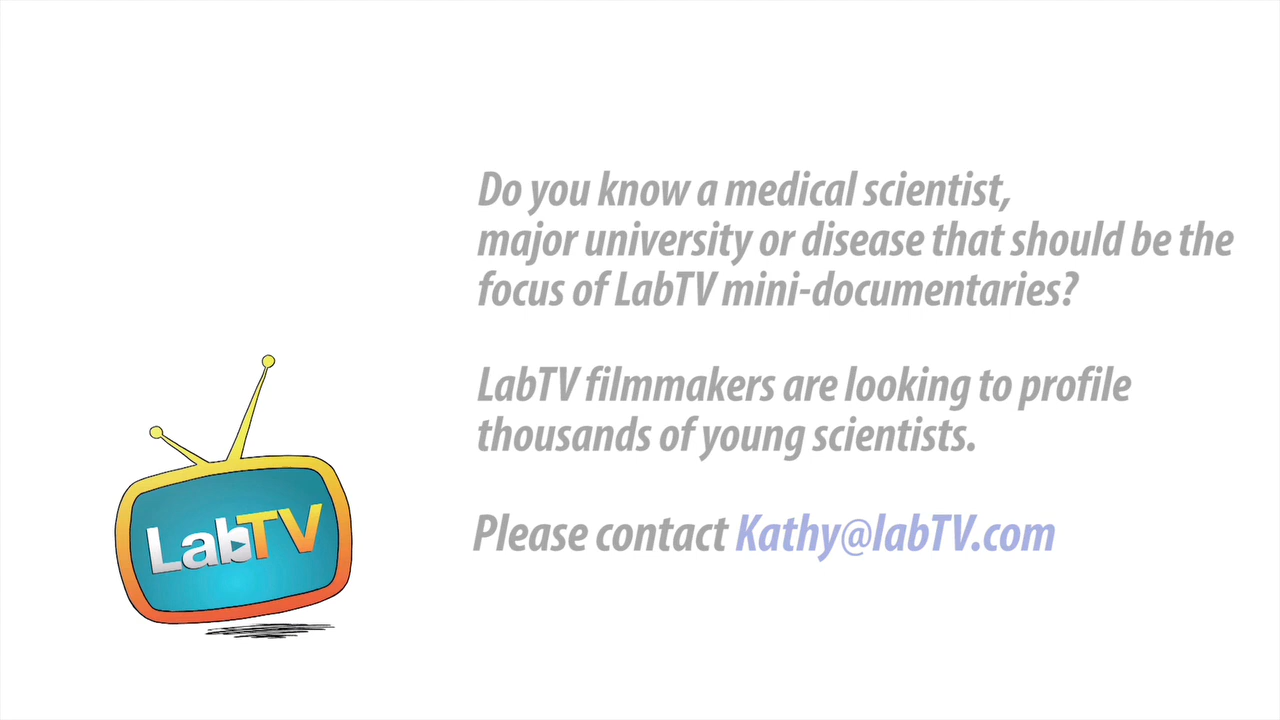 Do you know a medical scientist,
major university or disease that should be the
focus of LabTV mini-documentaries?
LabTV filmmakers are looking to profile
thousands of young scientists.
Please contact Kathy@labTV.com
LabTV